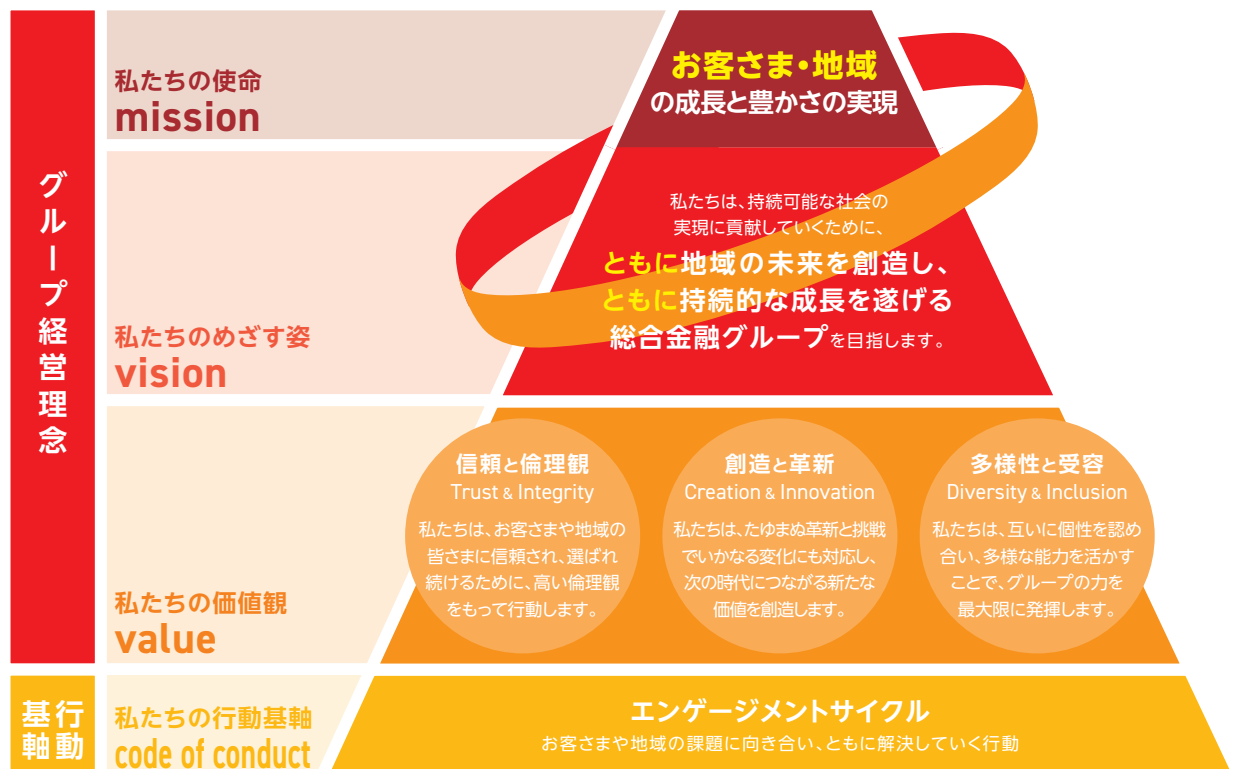 グループ経営理念
私たちの使命
mission
お客さま・地域
の成長と豊かさの実現
私たちのめざす姿
vision
私たちは、持続可能な社会の
実現に貢献していくために、
ともに地域の未来を創造し、
ともに持続的な成長を遂げる
総合金融グループを目指します。
私たちの価値観
value
信頼と倫理観
Trust & Integrity
私たちは、お客さまや地域の
皆さまに信頼され、選ばれ
続けるために、高い倫理観
をもって行動します。
創造と革新
Creation & Innovation
私たちは、たゆまぬ革新と挑戦
でいかなる変化にも対応し、
次の時代につながる新たな
価値を創造します。
多様性と受容
Diversity & Inclusion
私たちは、互いに個性を認め
合い、多様な能力を活かす
ことで、グループの力を
最大限に発揮します。
行動
基軸
私たちの行動基軸
code of conduct
エンゲージメントサイクル
お客さまや地域の課題に向き合い、ともに解決していく行動